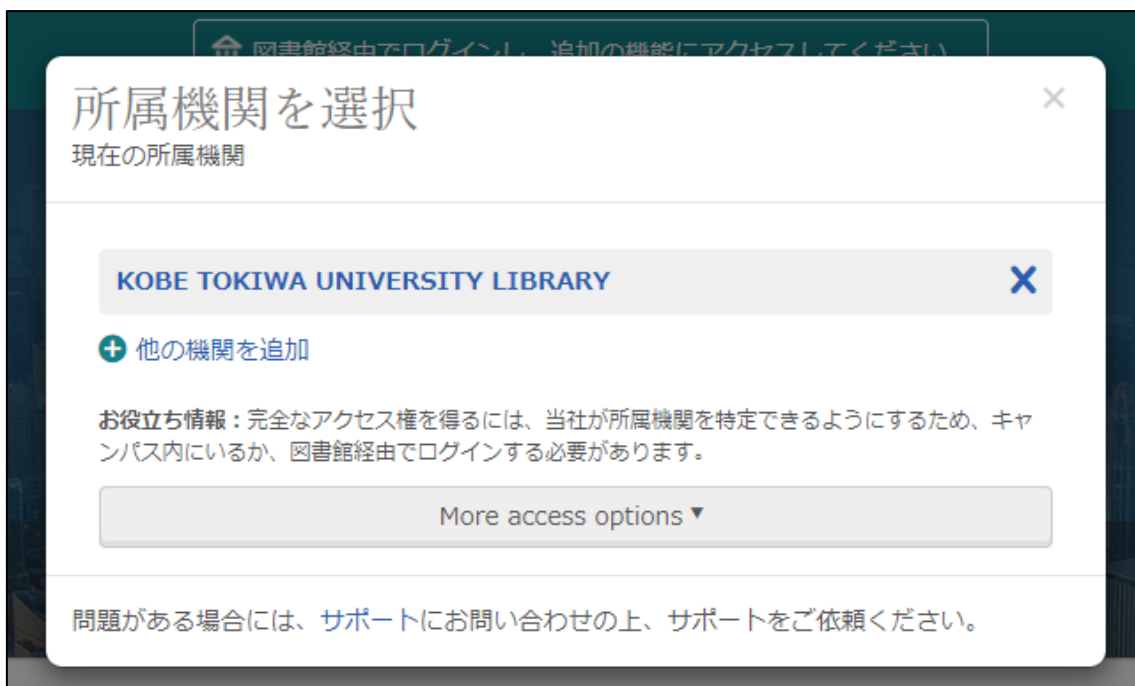 図書館経由でログインし、追加の機能にアクセスしてください
所属機関を選択
×
現在の所属機関
KOBE TOKIWA UNIVERSITY LIBRARY
他の機関を追加
お役立ち情報：完全なアクセス権を得るには、当社が所属機関を特定できるようにするため、キャ
ンパス内にいるか、図書館経由でログインする必要があります。
More access options ▼
問題がある場合には、サポートにお問い合わせの上、サポートをご依頼ください。